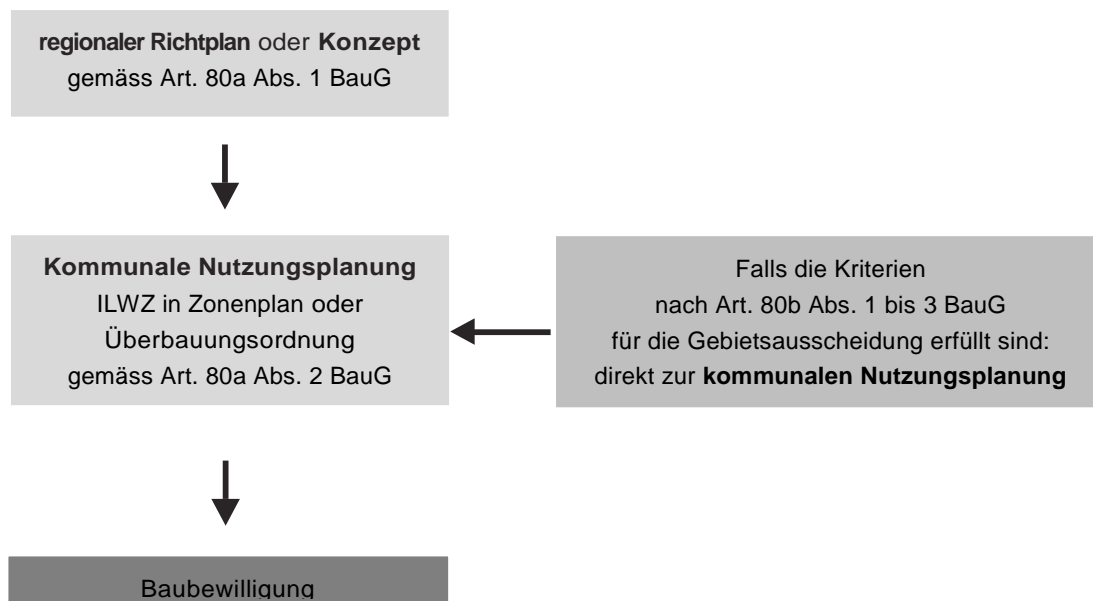 regionaler Richtplan oder Konzept
gemäss Art. 80a Abs. 1 BauG
Kommunale Nutzungsplanung
ILWZ in Zonenplan oder
Überbauungsordnung
gemäss Art. 80a Abs. 2 BauG
Falls die Kriterien
nach Art. 80b Abs. 1 bis 3 BauG
für die Gebietsausscheidung erfüllt sind:
direkt zur kommunalen Nutzungsplanung
Baubewilligung